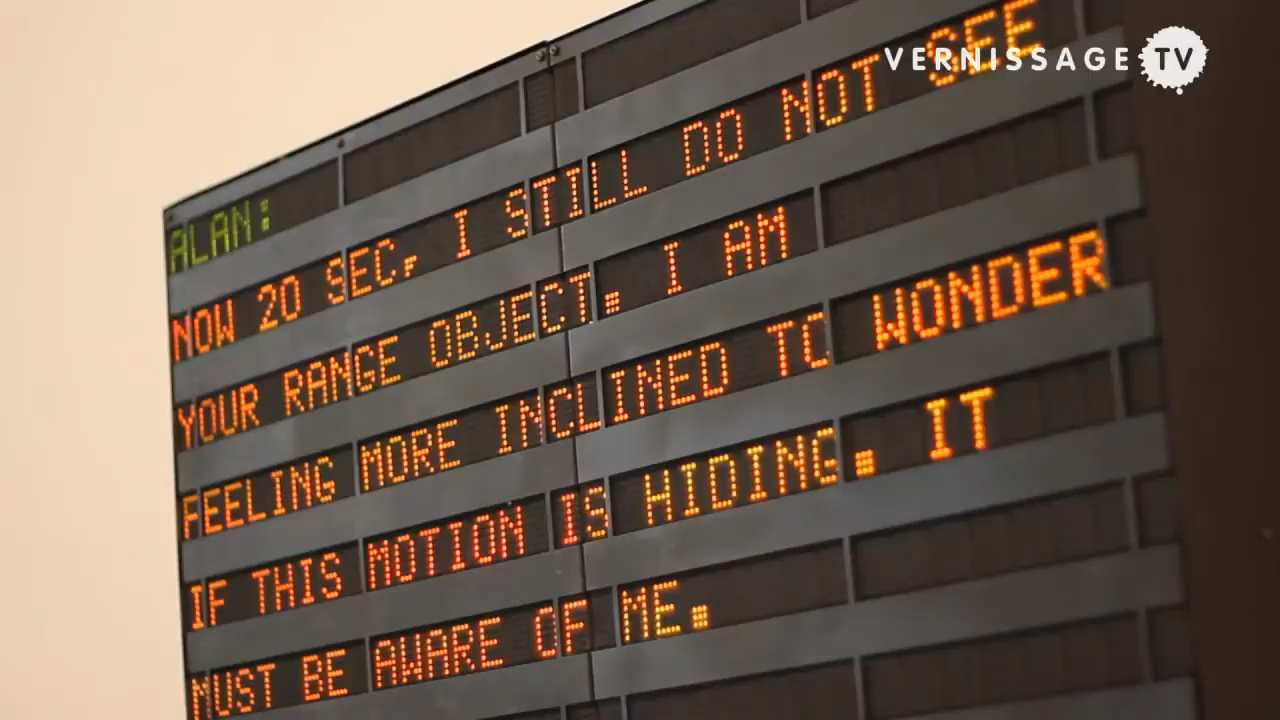 VERNISSAGE TV
ALAN:
NOW 20 SEC, I STILL DO NOT SEE
YOUR RANGE OBJECT. I AM
FEELING MORE INCLINED TO WONDER
IF THIS MOTION IS HIDING. IT
MUST BE AWARE OF ME.